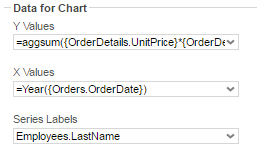 Data for Chart
Y Values
=aggsum({OrderDetails.UnitPrice}*{OrderDe
X Values
=Year({Orders.OrderDate})
Series Labels
Employees.LastName